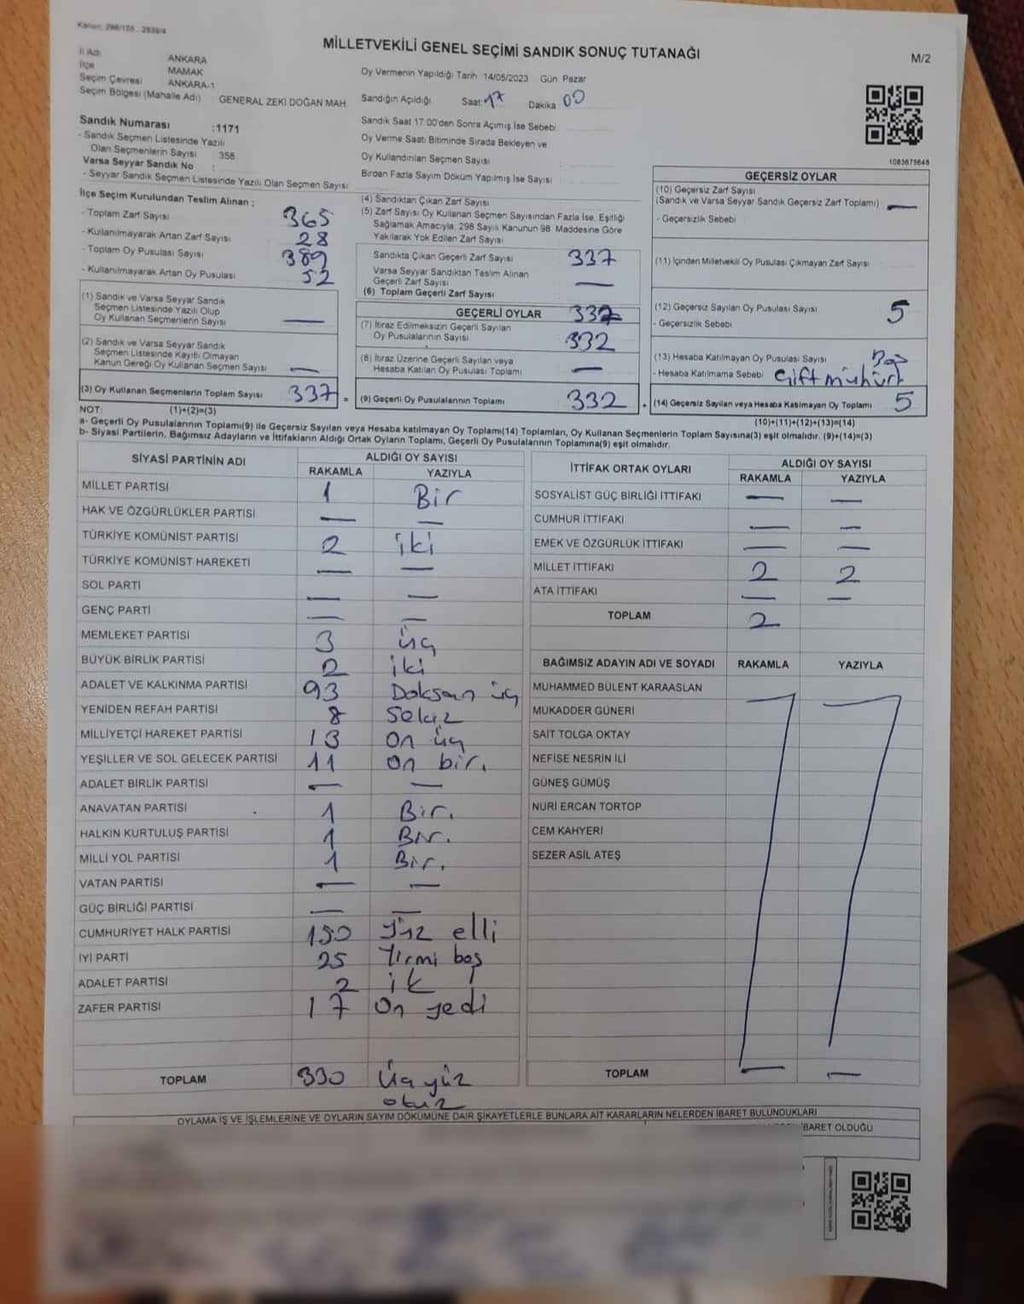 Kanun: 298/105 , 2839/4
MİLLETVEKİLİ GENEL SEÇİMİ SANDIK SONUÇ TUTANAĞI
M/2
İl Adı ANKARA
İlçe MAMAK
Seçim Çevresi ANKARA-1
Seçim Bölgesi (Mahalle Adı) GENERAL ZEKİ DOĞAN MAH
Sandık Numarası :1171
- Sandık Seçmen Listesinde Yazılı
Olan Seçmenlerin Sayısı 356
Varsa Seyyar Sandık No :
- Seyyar Sandık Seçmen Listesinde Yazılı Olan Seçmen Sayısı
Oy Vermenin Yapıldığı Tarih 14/05/2023 Gün Pazar
Sandığın Açıldığı Saat 17 Dakika 00
Sandık Saat 17.00'den Sonra Açımış İse Sebebi
Oy Verme Saati Bitiminde Sırada Bekleyen ve
Oy Kullandırılan Seçmen Sayısı
Birden Fazla Sayım Döküm Yapılmış İse Sayısı
1083675648
İlçe Seçim Kurulundan Teslim Alınan ;
- Toplam Zarf Sayısı 365
- Kullanılmayarak Artan Zarf Sayısı 28
- Toplam Oy Pusulası Sayısı 389
- Kullanılmayarak Artan Oy Pusulası 52
(1) Sandık ve Varsa Seyyar Sandık
Seçmen Listesinde Yazılı Olup
Oy Kullanan Seçmenlerin Sayısı —
(2) Sandık ve Varsa Seyyar Sandık
Seçmen Listesinde Kayıtlı Olmayan
Kanun Gereği Oy Kullanan Seçmen Sayısı —
(3) Oy Kullanan Seçmenlerin Toplam Sayısı 337 =
(4) Sandıktan Çıkan Zarf Sayısı
(5) Zarf Sayısı Oy Kullanan Seçmen Sayısından Fazla İse, Eşitliği
Sağlamak Amacıyla, 298 Sayılı Kanunun 98. Maddesine Göre
Yakılarak Yok Edilen Zarf Sayısı
Sandıkta Çıkan Geçerli Zarf Sayısı 337
Varsa Seyyar Sandıktan Teslim Alınan
Geçerli Zarf Sayısı —
(6) Toplam Geçerli Zarf Sayısı
GEÇERLİ OYLAR 337
(7) İtiraz Edilmeksizin Geçerli Sayılan
Oy Pusulalarının Sayısı 332
(8) İtiraz Üzerine Geçerli Sayılan veya
Hesaba Katılan Oy Pusulası Toplamı —
(9) Geçerli Oy Pusulalarının Toplamı 332 +
GEÇERSİZ OYLAR
(10) Geçersiz Zarf Sayısı
(Sandık ve Varsa Seyyar Sandık Geçersiz Zarf Toplamı) —
- Geçersizlik Sebebi
(11) İçinden Milletvekili Oy Pusulası Çıkmayan Zarf Sayısı
(12) Geçersiz Sayılan Oy Pusulası Sayısı 5
- Geçersizlik Sebebi
(13) Hesaba Katılmayan Oy Pusulası Sayısı
- Hesaba Katılmama Sebebi Çift mühür
(14) Geçersiz Sayılan veya Hesaba Katılmayan Oy Toplamı 5
NOT: (1)+(2)=(3) (10)+(11)+(12)+(13)=(14)
a- Geçerli Oy Pusulaların Toplamı(9) ile Geçersiz Sayılan veya Hesaba katılmayan Oy Toplamı(14) Toplamları, Oy Kullanan Seçmenlerin Toplam Sayısına(3) eşit olmalıdır. (9)+(14)=(3)
b- Siyasi Partilerin, Bağımsız Adayların ve İttifakların Aldığı Ortak Oyların Toplamı, Geçerli Oy Pusulalarının Toplamına(9) eşit olmalıdır.
SİYASİ PARTİNİN ADI ALDIĞI OY SAYISI
RAKAMLA YAZIYLA
MİLLET PARTİSİ 1 Bir
HAK VE ÖZGÜRLÜKLER PARTİSİ — —
TÜRKİYE KOMÜNİST PARTİSİ 2 iki
TÜRKİYE KOMÜNİST HAREKETİ — —
SOL PARTİ — —
GENÇ PARTİ — —
MEMLEKET PARTİSİ 3 üç
BÜYÜK BİRLİK PARTİSİ 2 iki
ADALET VE KALKINMA PARTİSİ 93 Doksan üç
YENİDEN REFAH PARTİSİ 8 Sekiz
MİLLİYETÇİ HAREKET PARTİSİ 13 On üç
YEŞİLLER VE SOL GELECEK PARTİSİ 11 On bir.
ADALET BİRLİK PARTİSİ — —
ANAVATAN PARTİSİ 1 Bir.
HALKIN KURTULUŞ PARTİSİ 1 Bir.
MİLLİ YOL PARTİSİ 1 Bir.
VATAN PARTİSİ — —
GÜÇ BİRLİĞİ PARTİSİ — —
CUMHURİYET HALK PARTİSİ 150 Yüz elli
İYİ PARTİ 25 Yirmi beş
ADALET PARTİSİ 2 iki
ZAFER PARTİSİ 17 On yedi
TOPLAM 330 Üç yüz
otuz
İTTİFAK ORTAK OYLARI ALDIĞI OY SAYISI
RAKAMLA YAZIYLA
SOSYALİST GÜÇ BİRLİĞİ İTTİFAKI — —
CUMHUR İTTİFAKI — —
EMEK VE ÖZGÜRLÜK İTTİFAKI — —
MİLLET İTTİFAKI 2 2
ATA İTTİFAKI — —
TOPLAM 2
BAĞIMSIZ ADAYIN ADI VE SOYADI RAKAMLA YAZIYLA
MUHAMMED BÜLENT KARAASLAN
MUKADDER GÜNERİ
SAİT TOLGA OKTAY
NEFİSE NESRİN İLİ
GÜNEŞ GÜMÜŞ
NURİ ERCAN TORTOP
CEM KAHYERİ
SEZER ASİL ATEŞ
TOPLAM — —
OYLAMA İŞ VE İŞLEMLERİNE VE OYLARIN SAYIM DÖKÜMÜNE DAİR ŞİKAYETLERLE BUNLARA AİT KARARLARIN NELERDEN İBARET BULUNDUKLARI
İBARET OLDUĞU